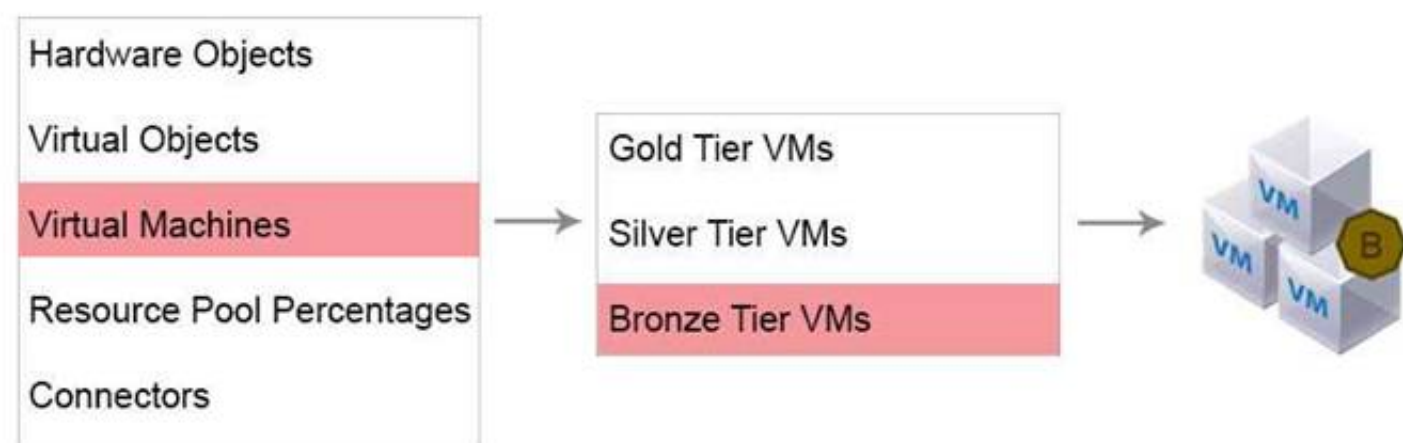 Hardware Objects
Virtual Objects
Virtual Machines
Resource Pool Percentages
Connectors
Gold Tier VMs
Silver Tier VMs
Bronze Tier VMs
VM
VM
VM
B